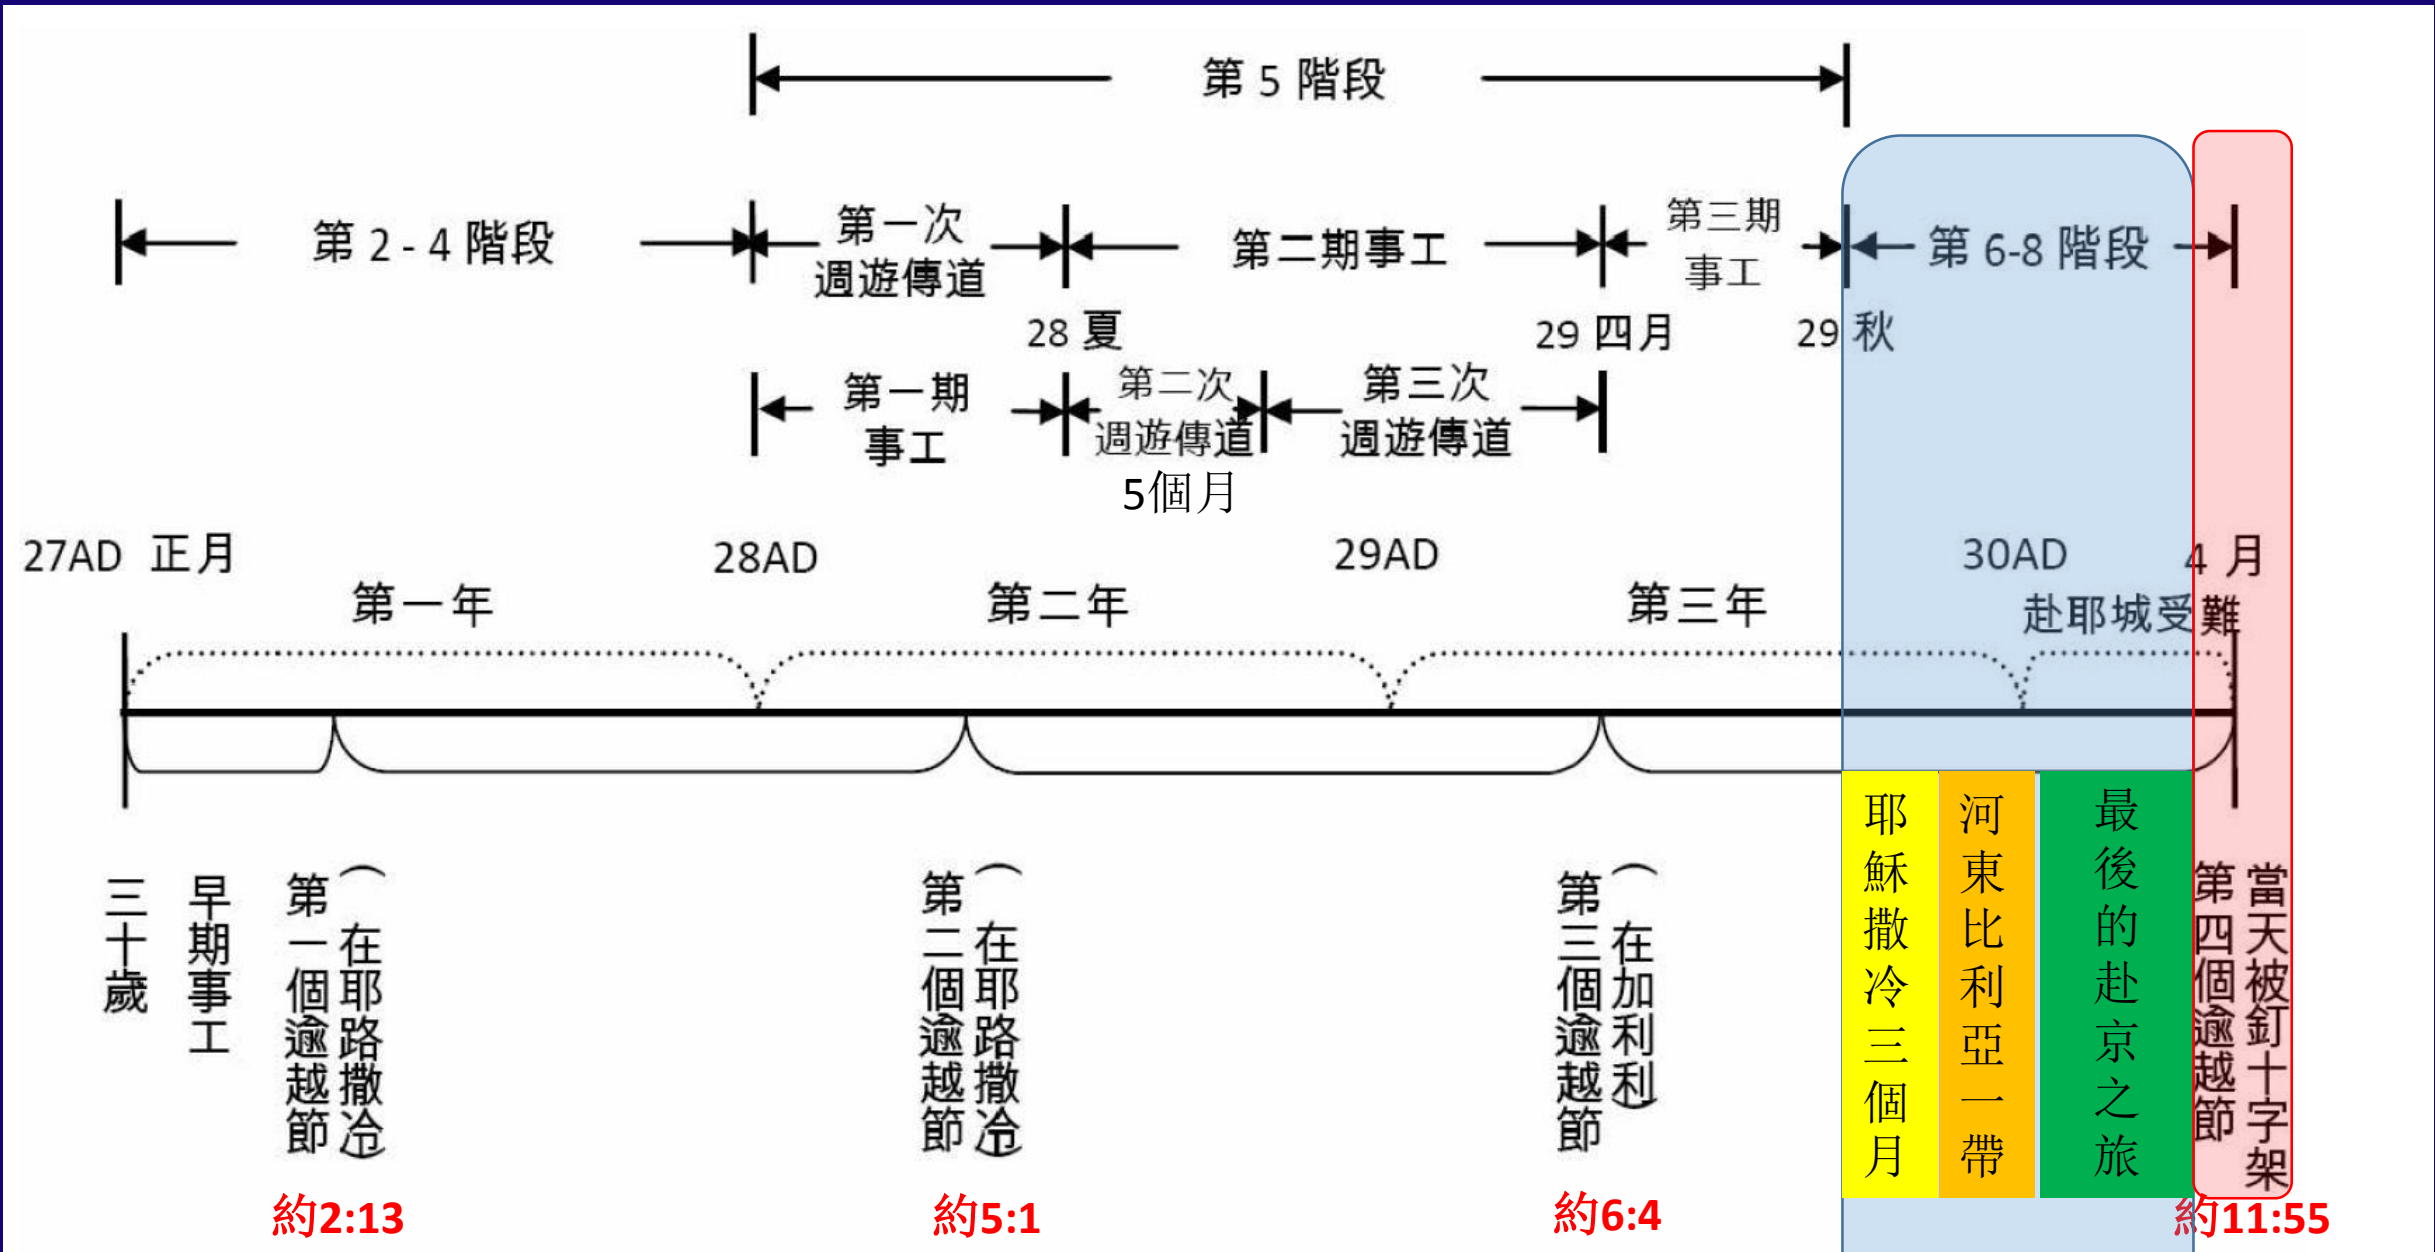 第 5 階段
第 2 - 4 階段
第一次
週遊傳道
第二期事工
第三期
事工
第 6-8 階段
28 夏
29 四月
29 秋
第一期
事工
第二次
週遊傳道
5個月
第三次
週遊傳道
27AD 正月
28AD
29AD
30AD
4 月
第一年
第二年
第三年
赴耶城受難
三十歲
早期事工
第一個逾越節
(在耶路撒冷)
第二個逾越節
(在耶路撒冷)
第三個逾越節
(在加利利)
耶穌撒冷三個月
河東比利亞一帶
最後的赴京之旅
第四個逾越節
當天被釘十字架
約2:13
約5:1
約6:4
約11:55